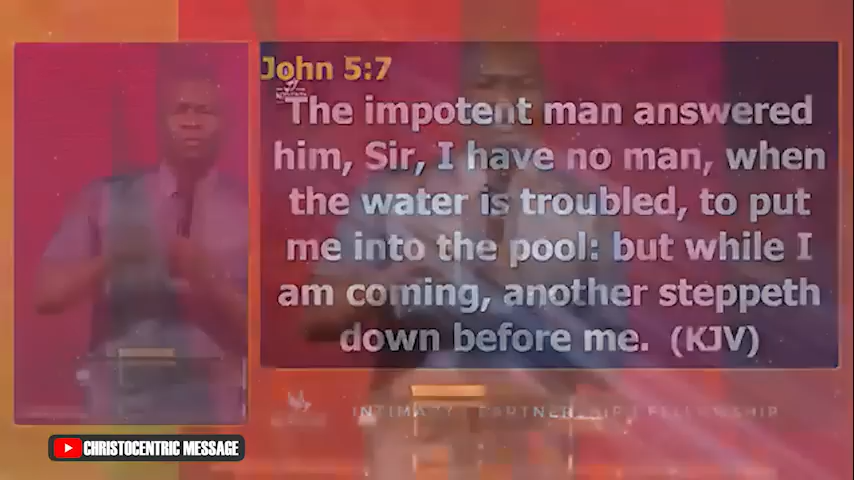 John 5:7
The impotent man answered
him, Sir, I have no man, when
the water is troubled, to put
me into the pool: but while I
am coming, another steppeth
down before me. (KJV)
INTIMACY | PARTNERSHIP | FELLOWSHIP
CHRISTOCENTRIC MESSAGE